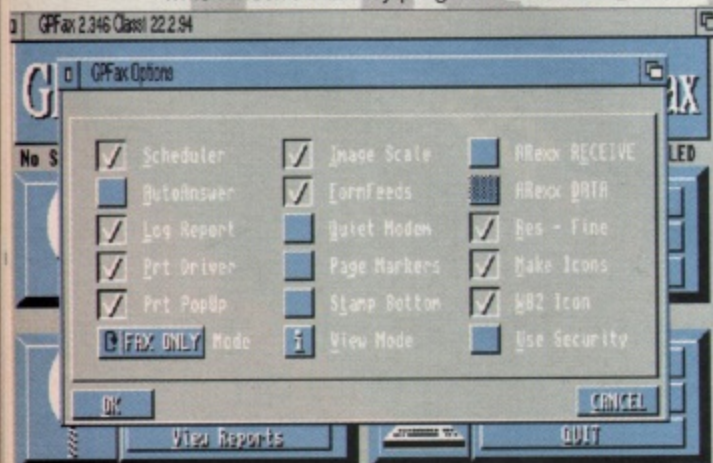 GPFax 2.346 Class1 22.2.94
GPFax Options
G
ax
No S
LED
Scheduler
Image Scale
ARexx RECEIVE
AutoAnswer
FormFeeds
ARexx DATA
Log Report
Quiet Modem
Res - Fine
Prt Driver
Page Markers
Make Icons
Prt PopUp
Stamp Bottom
WB2 Icon
FAX ONLY Mode
i View Mode
Use Security
OK
CANCEL
View Reports
QUIT